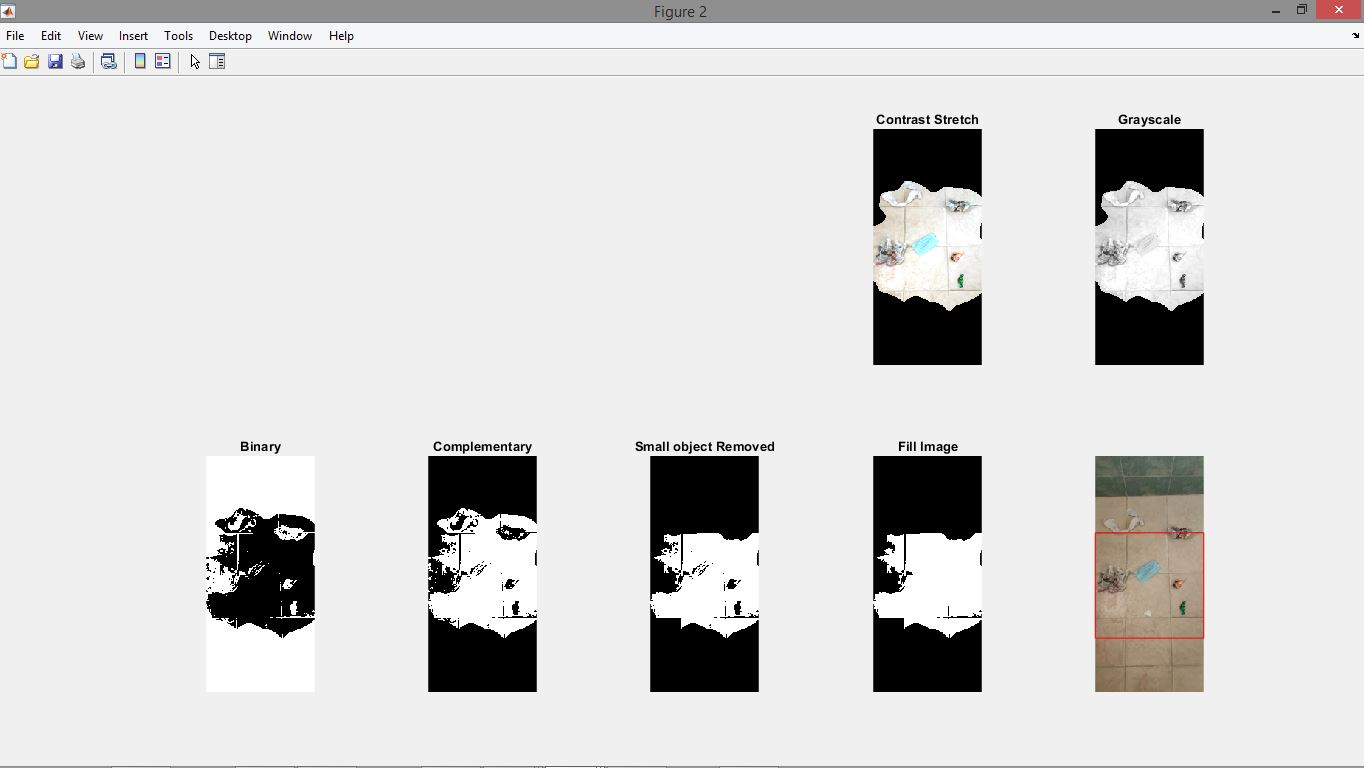 Figure 2
File Edit View Insert Tools Desktop Window Help
Contrast Stretch
Grayscale
Binary
Complementary
Small object Removed
Fill Image